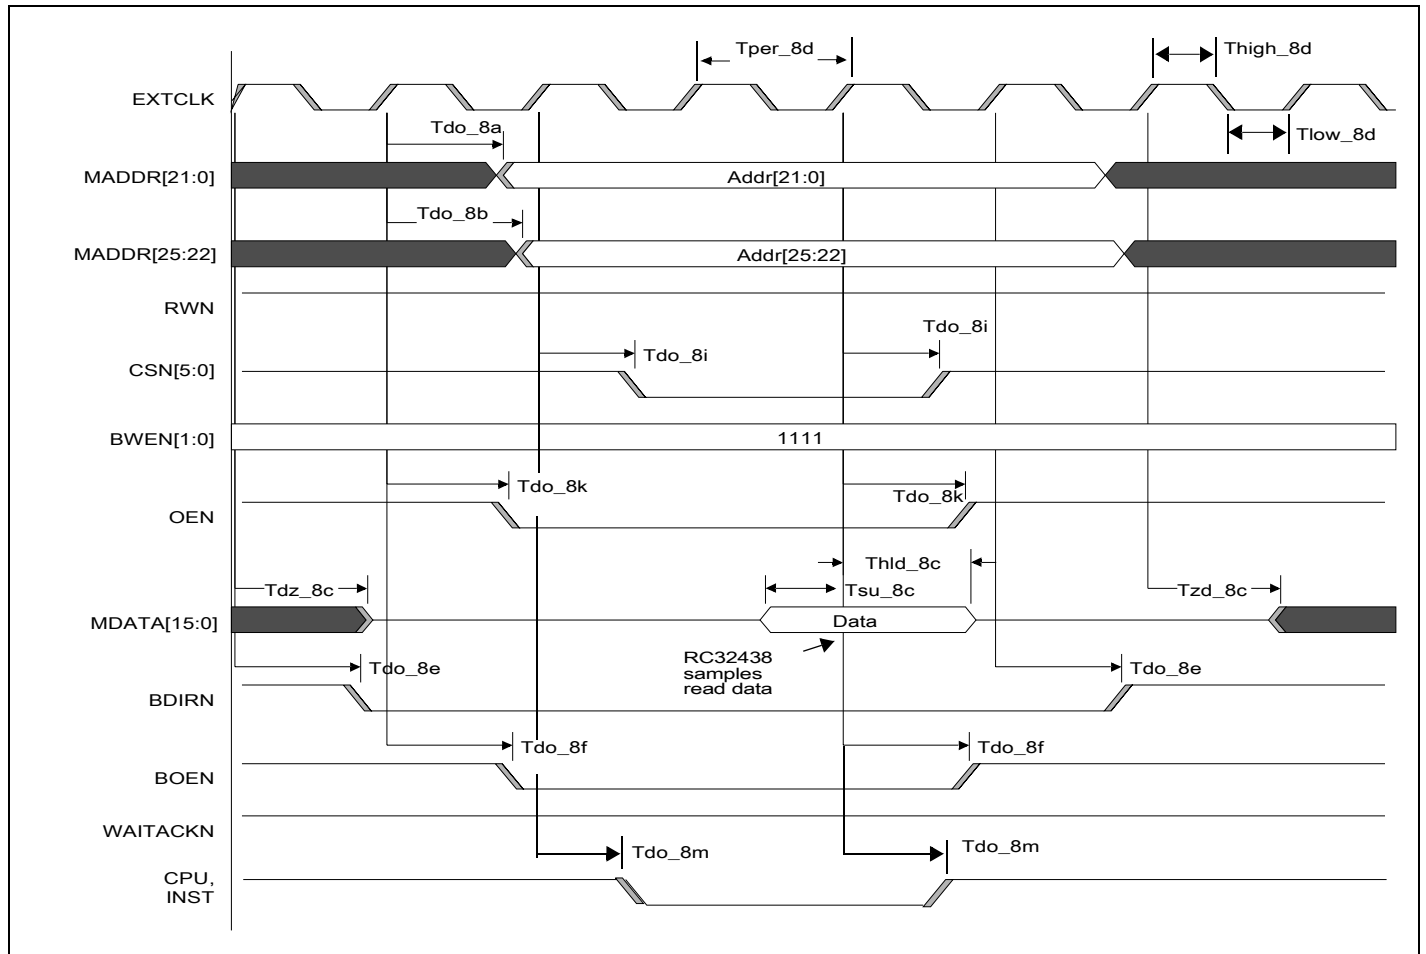 Tper_8d
Thigh_8d
EXTCLK
Tdo_8a
Tlow_8d
MADDR[21:0]
Addr[21:0]
Tdo_8b
MADDR[25:22]
Addr[25:22]
RWN
Tdo_8i
Tdo_8i
CSN[5:0]
BWEN[1:0]
1111
Tdo_8k
Tdo_8k
OEN
Thld_8c
Tdz_8c
Tsu_8c
Tzd_8c
MDATA[15:0]
Data
RC32438
samples
read data
Tdo_8e
Tdo_8e
BDIRN
Tdo_8f
Tdo_8f
BOEN
WAITACKN
Tdo_8m
Tdo_8m
CPU,
INST